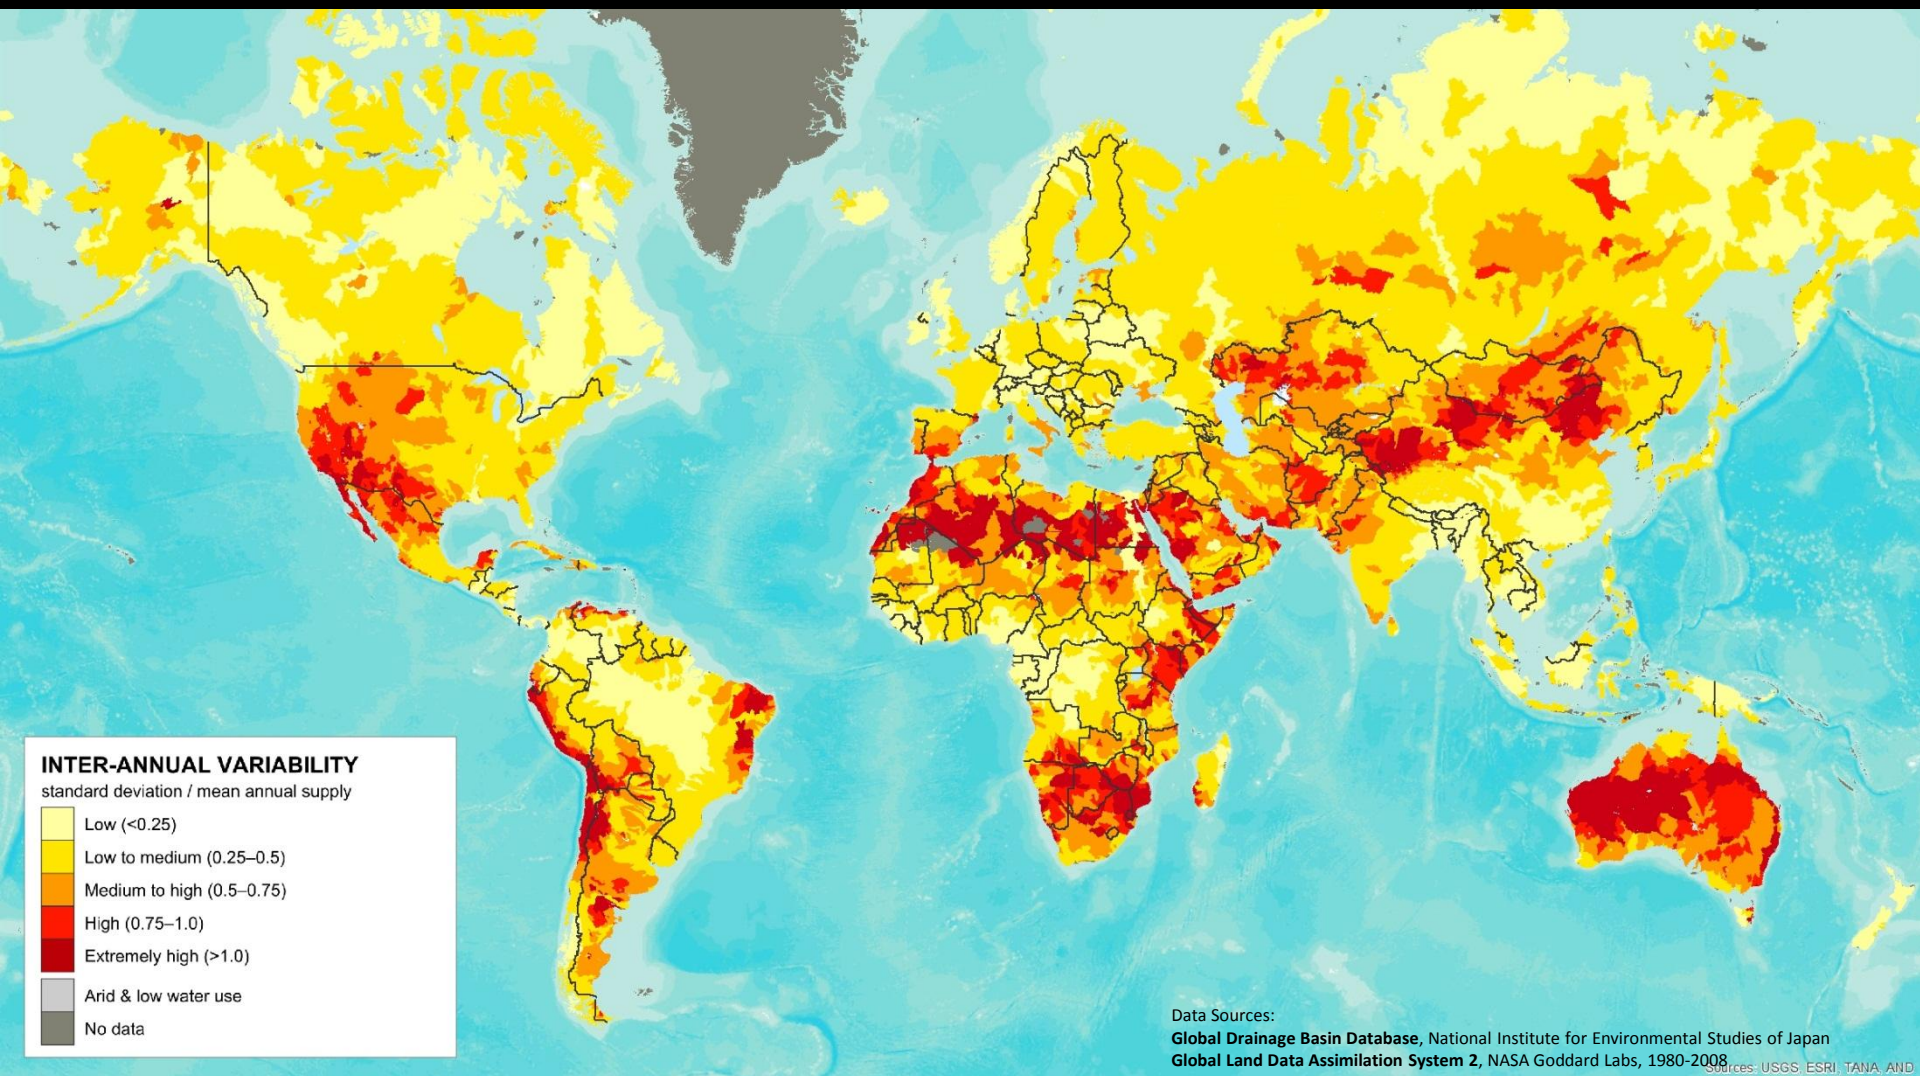 INTER-ANNUAL VARIABILITY
standard deviation / mean annual supply
Low (<0.25)
Low to medium (0.25–0.5)
Medium to high (0.5–0.75)
High (0.75–1.0)
Extremely high (>1.0)
Arid & low water use
No data
Data Sources:
Global Drainage Basin Database, National Institute for Environmental Studies of Japan
Global Land Data Assimilation System 2, NASA Goddard Labs, 1980-2008
Sources: USGS, ESRI, TANA, AND